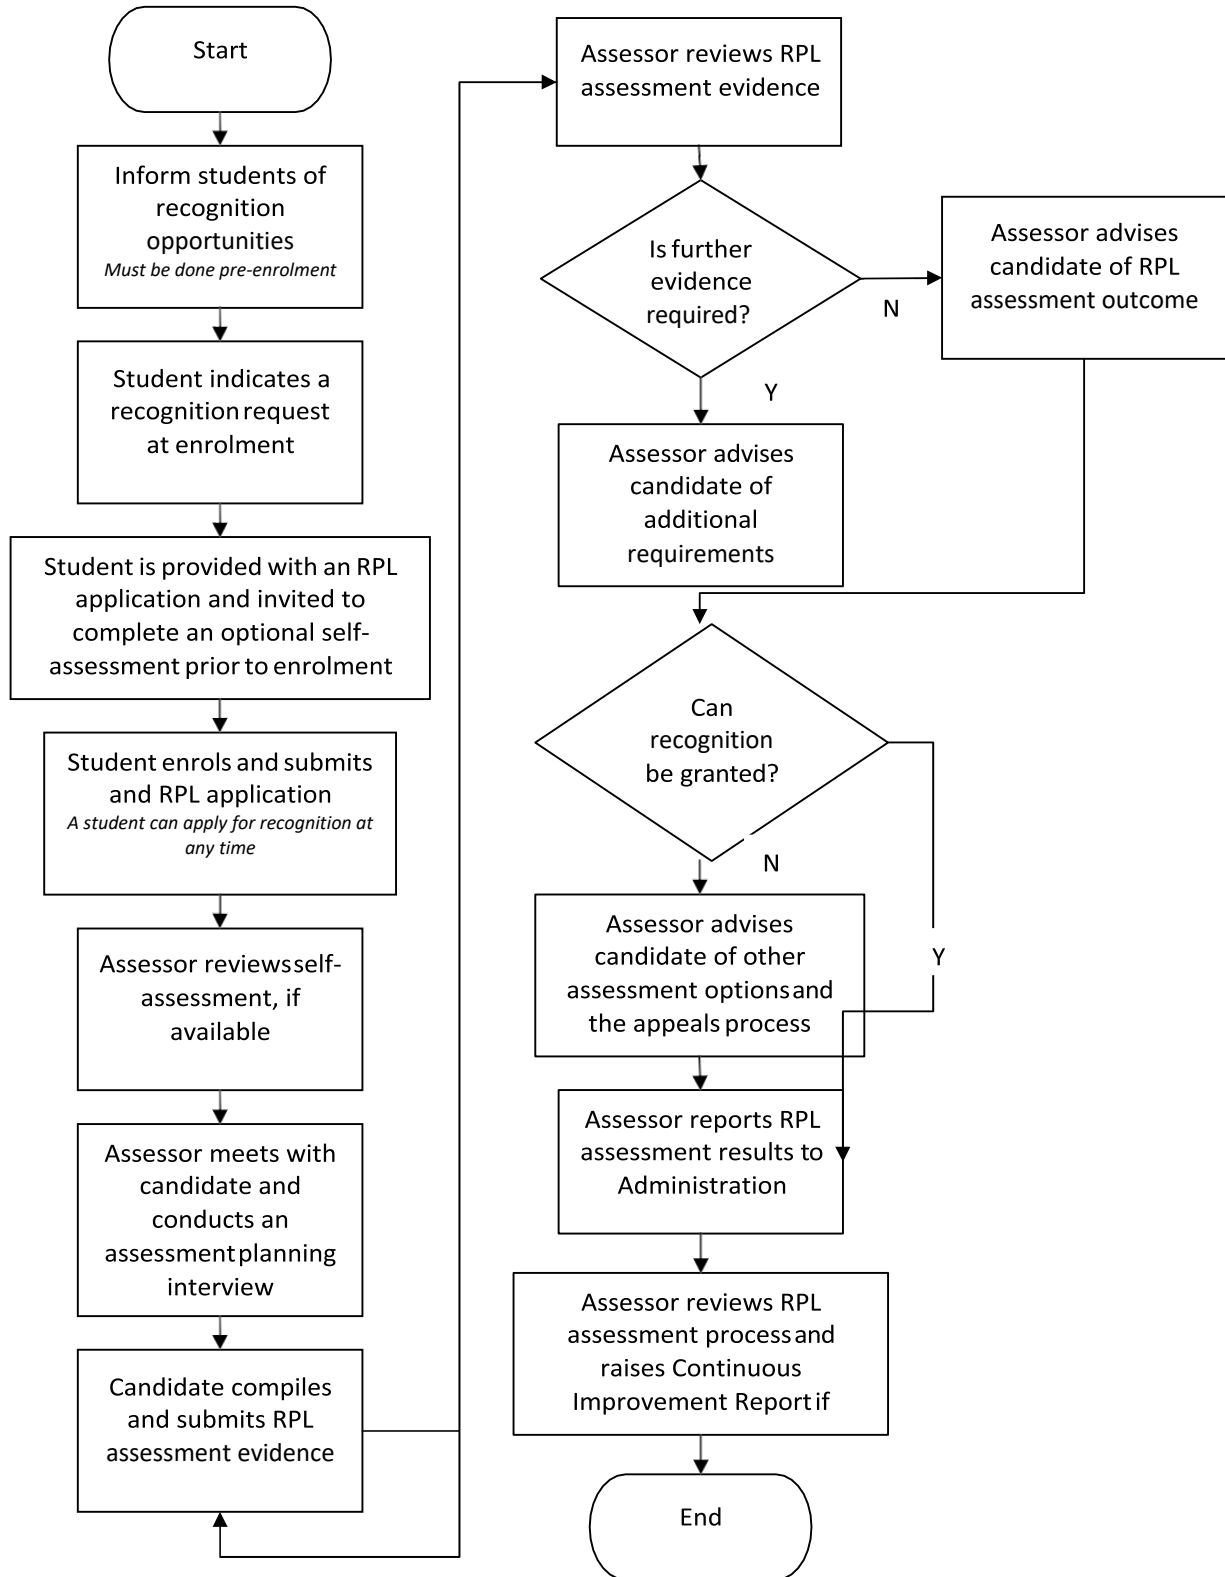 Start
Inform students of
recognition
opportunities
Must be done pre-enrolment
Student indicates a
recognition request
at enrolment
Student is provided with an RPL
application and invited to
complete an optional self-
assessment prior to enrolment
Student enrols and submits
and RPL application
A student can apply for recognition at
any time
Assessor reviews self-
assessment, if
available
Assessor meets with
candidate and
conducts an
assessment planning
interview
Candidate compiles
and submits RPL
assessment evidence
Assessor reviews RPL
assessment evidence
Is further
evidence
required?
N
Assessor advises
candidate of RPL
assessment outcome
Y
Assessor advises
candidate of
additional
requirements
Can
recognition
be granted?
N
Y
Assessor advises
candidate of other
assessment options and
the appeals process
Assessor reports RPL
assessment results to
Administration
Assessor reviews RPL
assessment process and
raises Continuous
Improvement Report if
End